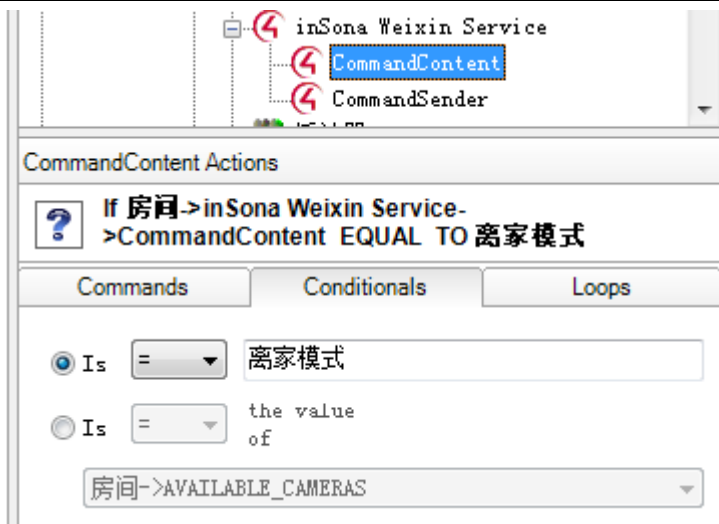 inSona Weixin Service
CommandContent
CommandSender
CommandContent Actions
If 房间->inSona Weixin Service-
>CommandContent EQUAL TO 离家模式
Commands Conditionals Loops
Is = 离家模式
Is = the value
of
房间->AVAILABLE_CAMERAS